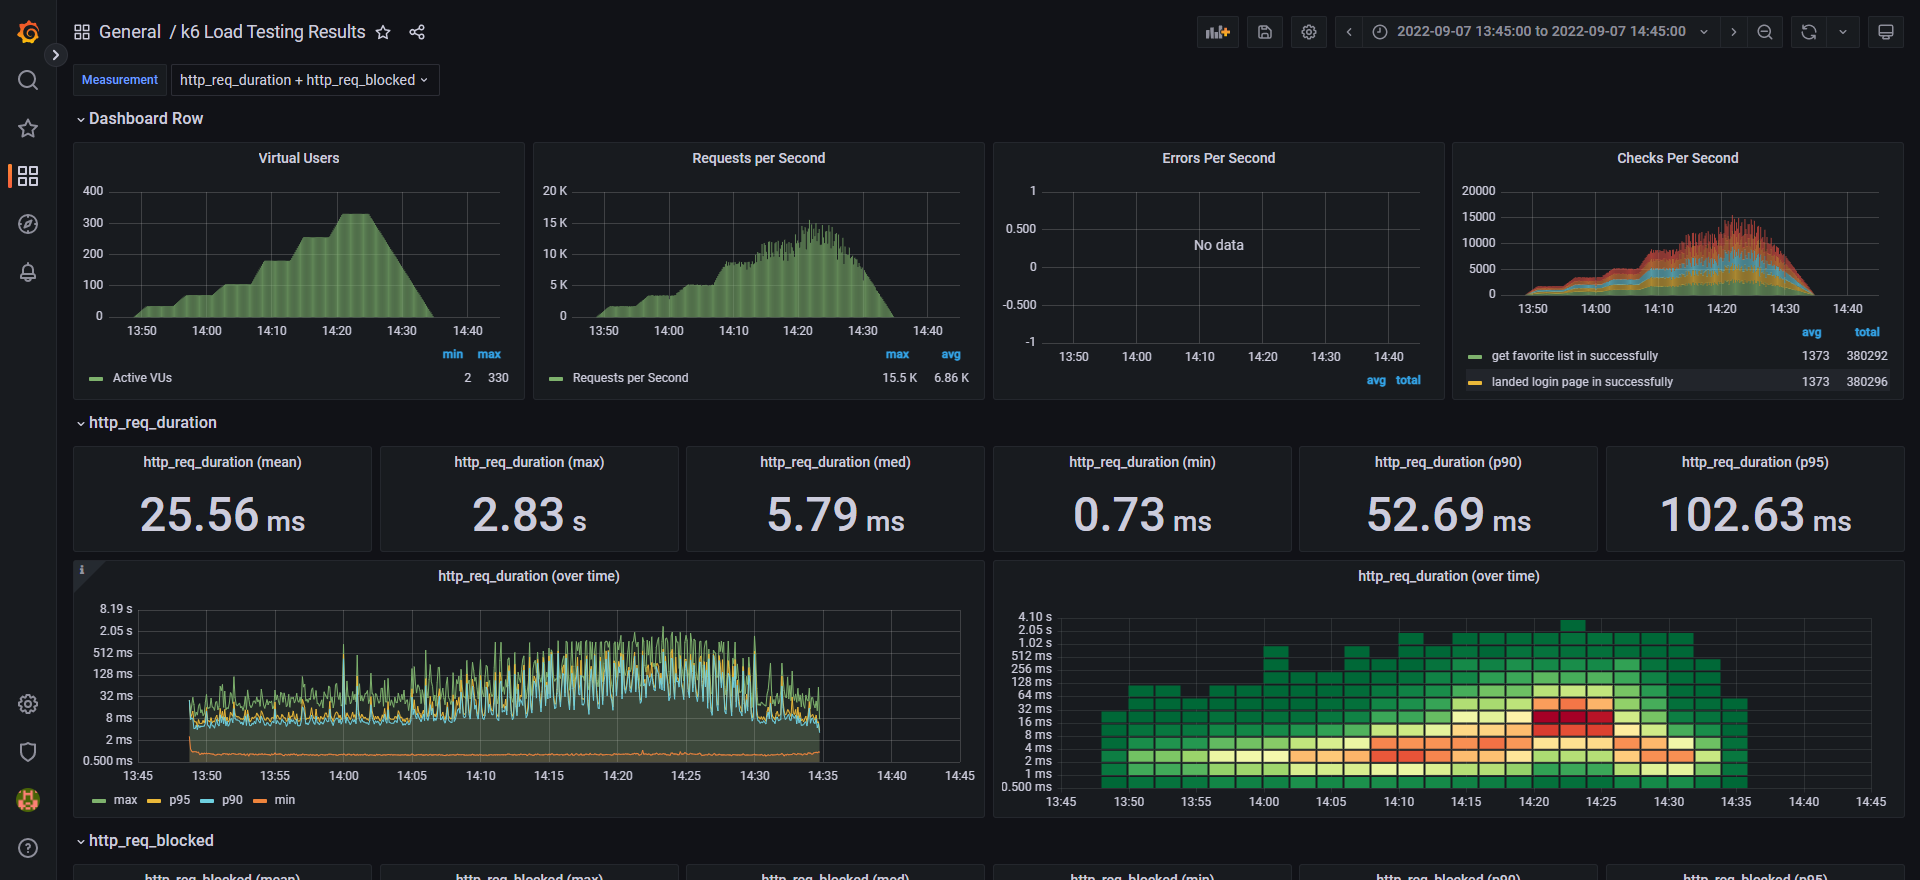 General / k6 Load Testing Results
2022-09-07 13:45:00 to 2022-09-07 14:45:00
Measurement
http_req_duration + http_req_blocked
Dashboard Row
Virtual Users
400
300
200
100
0
13:50 14:00 14:10 14:20 14:30 14:40
min max
Active VUs 2 330
Requests per Second
20 K
15 K
10 K
5 K
0
13:50 14:00 14:10 14:20 14:30 14:40
max avg
Requests per Second 15.5 K 6.86 K
Errors Per Second
1
0.500
0
-0.500
-1
No data
13:50 14:00 14:10 14:20 14:30 14:40
avg total
Checks Per Second
20000
15000
10000
5000
0
13:50 14:00 14:10 14:20 14:30 14:40
avg total
get favorite list in successfully 1373 380292
landed login page in successfully 1373 380296
http_req_duration
http_req_duration (mean)
25.56 ms
http_req_duration (max)
2.83 s
http_req_duration (med)
5.79 ms
http_req_duration (min)
0.73 ms
http_req_duration (p90)
52.69 ms
http_req_duration (p95)
102.63 ms
http_req_duration (over time)
8.19 s
2.05 s
512 ms
128 ms
32 ms
8 ms
2 ms
0.500 ms
13:45 13:50 13:55 14:00 14:05 14:10 14:15 14:20 14:25 14:30 14:35 14:40 14:45
max p95 p90 min
http_req_duration (over time)
4.10 s
2.05 s
1.02 s
512 ms
256 ms
128 ms
64 ms
32 ms
16 ms
8 ms
4 ms
2 ms
1 ms
0.500 ms
13:45 13:50 13:55 14:00 14:05 14:10 14:15 14:20 14:25 14:30 14:35 14:40 14:45
http_req_blocked
http_req_blocked (mean)
http_req_blocked (max)
http_req_blocked (med)
http_req_blocked (min)
http_req_blocked (p90)
http_req_blocked (p95)